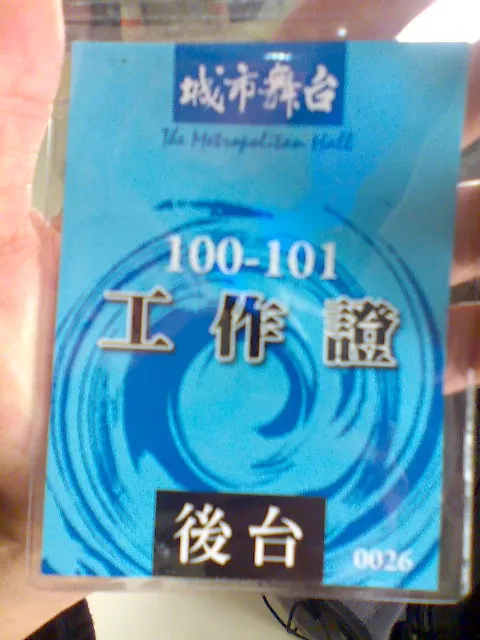 城市舞台
The Metropolitan Hall
100-101
工作證
後台
0026